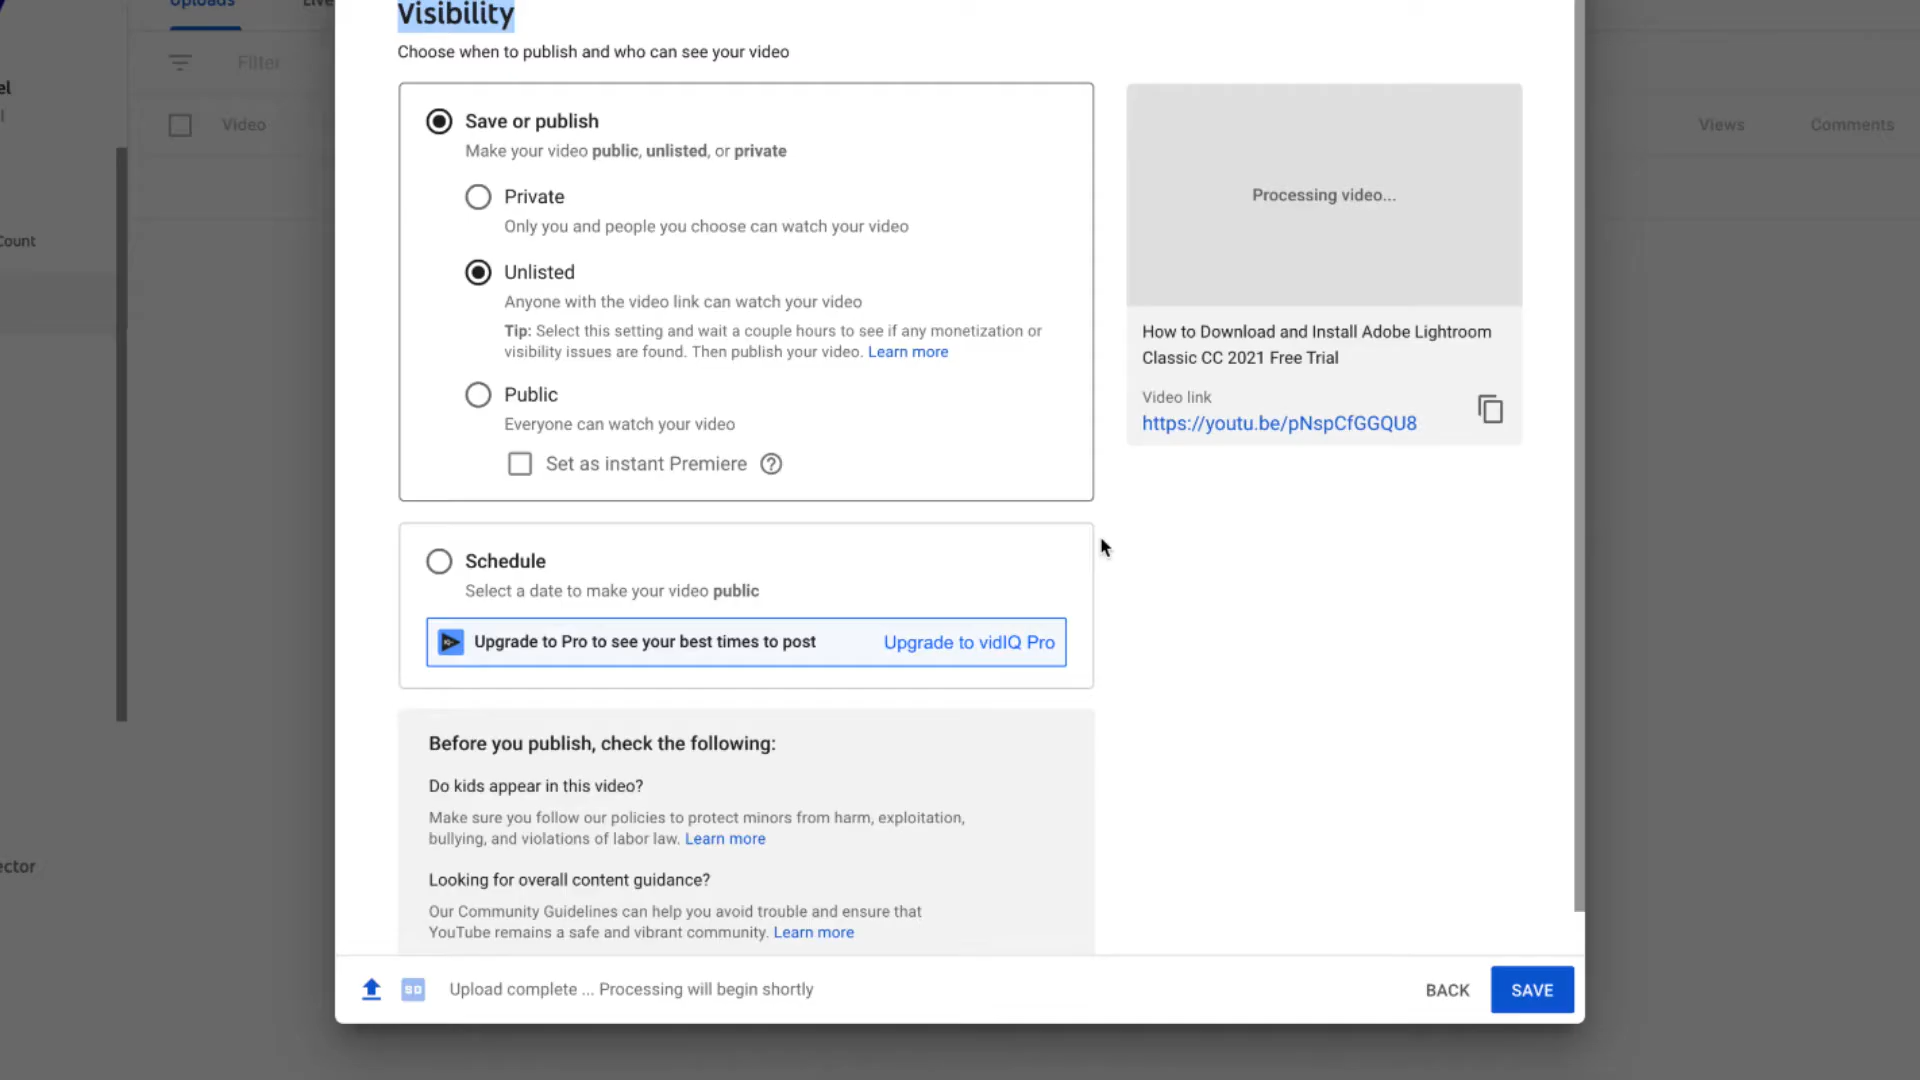 Uploads
Live
Visibility
Choose when to publish and who can see your video
Filter
el
Video
Views
Comments
Count
ector
Save or publish
Make your video public, unlisted, or private
Private
Only you and people you choose can watch your video
Unlisted
Anyone with the video link can watch your video
Tip: Select this setting and wait a couple hours to see if any monetization or
visibility issues are found. Then publish your video. Learn more
Public
Everyone can watch your video
Set as instant Premiere
Schedule
Select a date to make your video public
Upgrade to Pro to see your best times to post
Upgrade to vidIQ Pro
Before you publish, check the following:
Do kids appear in this video?
Make sure you follow our policies to protect minors from harm, exploitation,
bullying, and violations of labor law. Learn more
Looking for overall content guidance?
Our Community Guidelines can help you avoid trouble and ensure that
YouTube remains a safe and vibrant community. Learn more
Processing video...
How to Download and Install Adobe Lightroom
Classic CC 2021 Free Trial
Video link
https://youtu.be/pNspCfGGQU8
SD
Upload complete ... Processing will begin shortly
BACK
SAVE